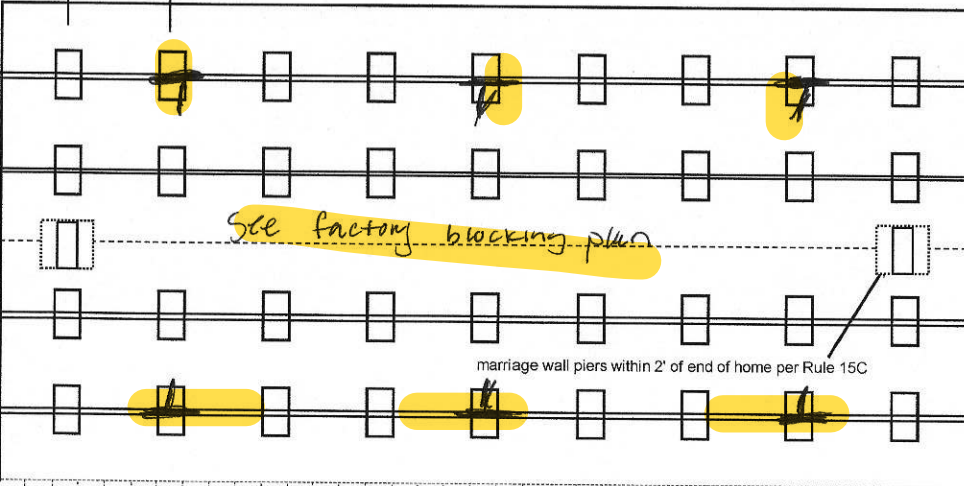 See factory blocking plan
marriage wall piers within 2' of end of home per Rule 15C